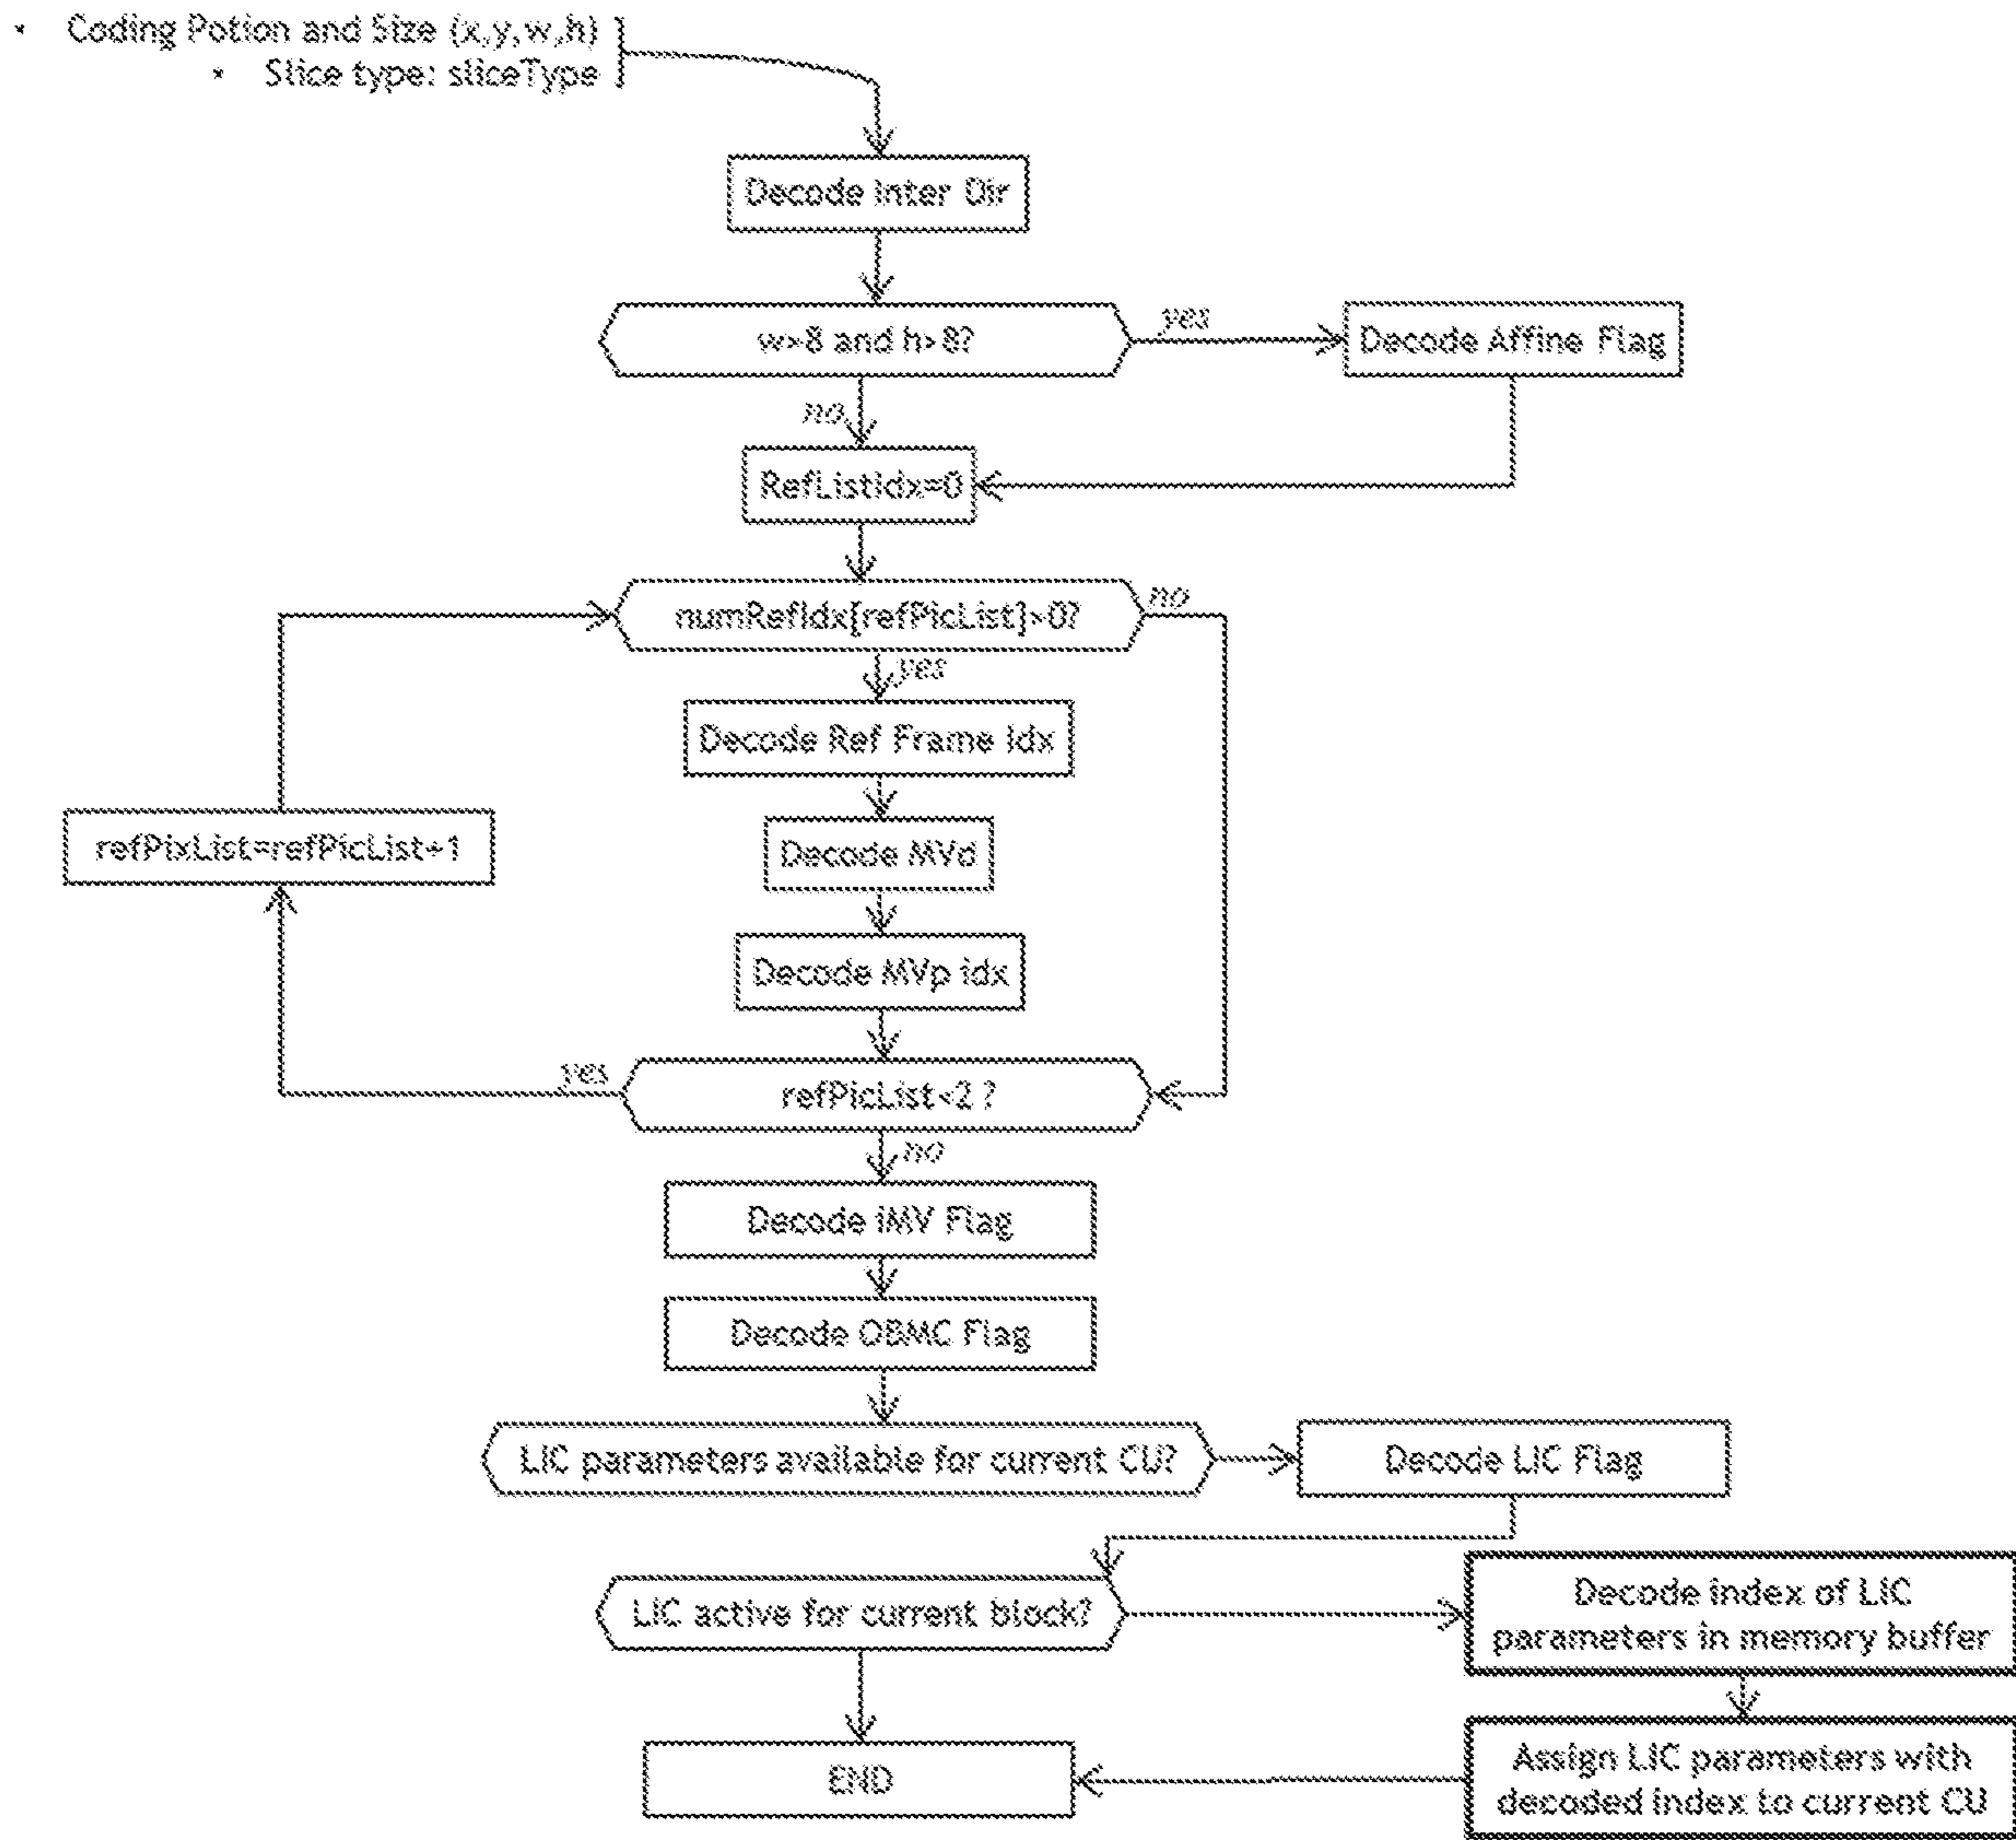 Coding Potion and Size (x,y,w,h)
Slice type: sliceType
Decode Inter Dir
w>8 and h>8?
yes
Decode Affine Flag
no
RefListIdx=0
numRefIdx[refPicList]>0?
no
yes
Decode Ref Frame idx
refPixList=refPicList+1
Decode MVd
Decode MVp idx
yes
refPicList<2 ?
no
Decode iMV Flag
Decode OBMC Flag
LIC parameters available for current CU?
Decode LIC Flag
LIC active for current block?
Decode index of LIC
parameters in memory buffer
END
Assign LIC parameters with
decoded index to current CU